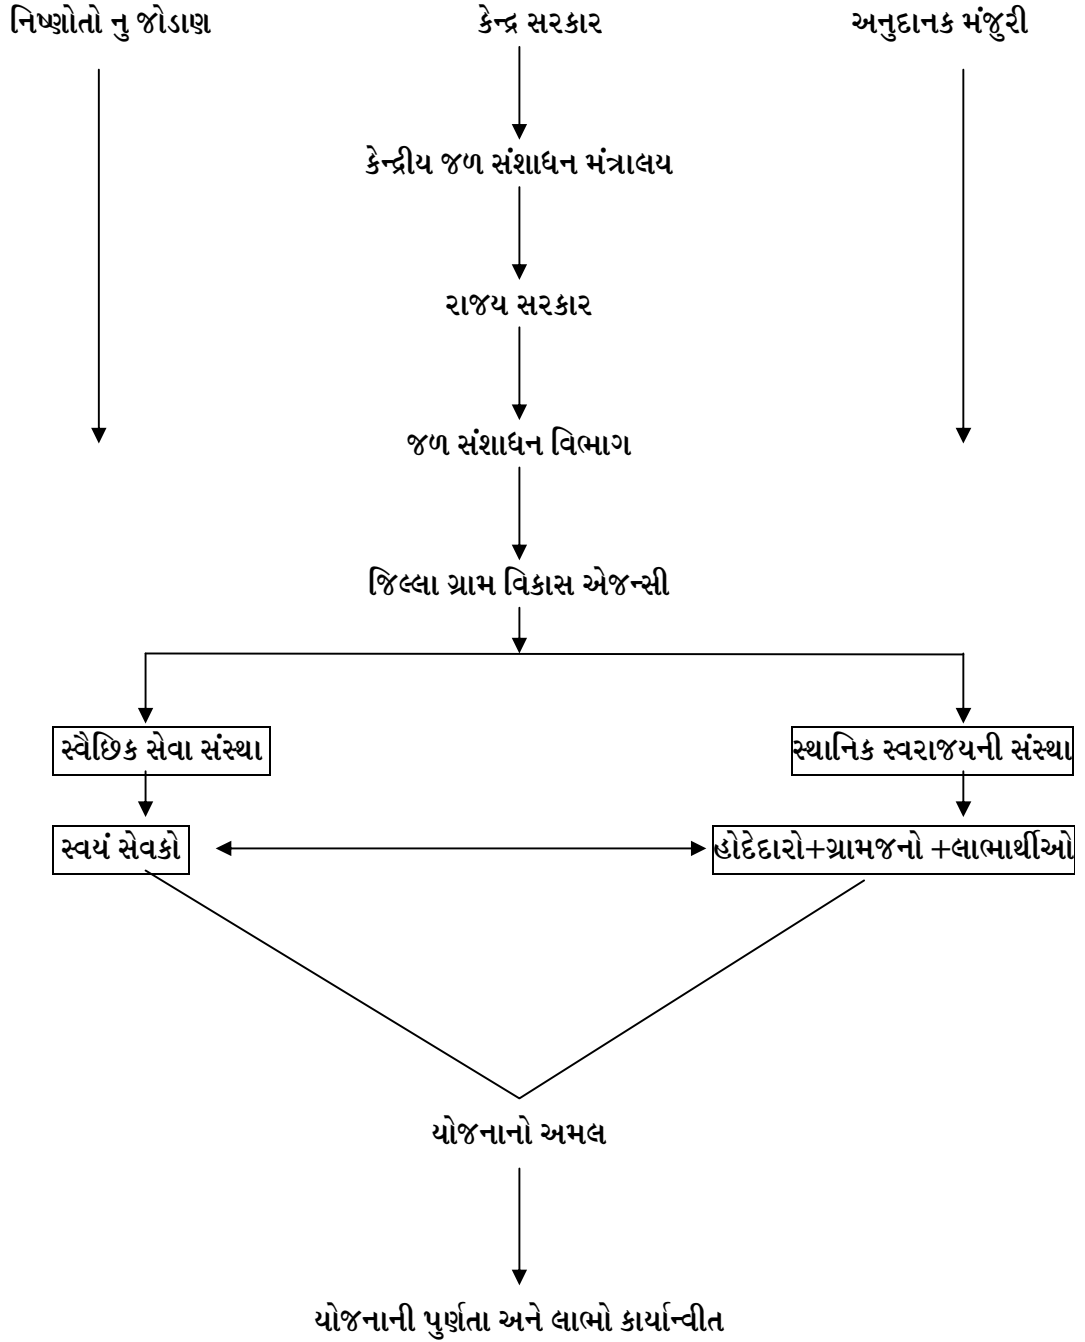 નિષ્ણોતો નુ જોડાણ
કેન્દ્ર સરકાર
અનુદાનક મંજુરી
કેન્દ્રીય જળ સંશાધન મંત્રાલય
રાજય સરકાર
જળ સંશાધન વિભાગ
જિલ્લા ગ્રામ વિકાસ એજન્સી
સ્વૈછિક સેવા સંસ્થા
સ્થાનિક સ્વરાજયની સંસ્થા
સ્વયં સેવકો
હોદેદારો+ગ્રામજનો +લાભાર્થીઓ
યોજનાનો અમલ
યોજનાની પુર્ણતા અને લાભો કાર્યાન્વીત